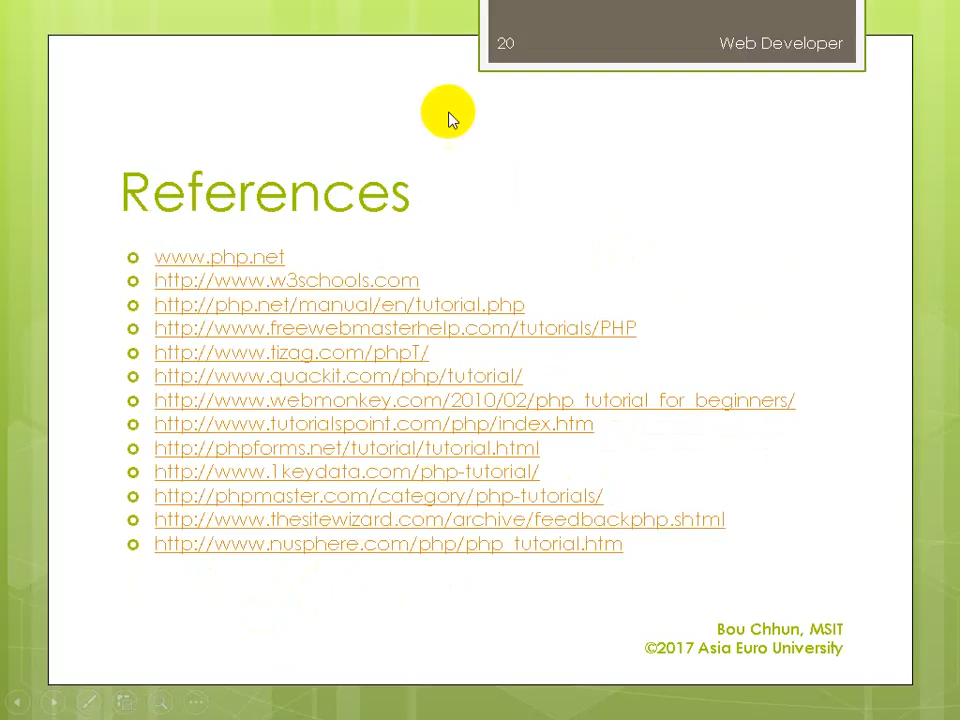 20
Web Developer
References
www.php.net
http://www.w3schools.com
http://php.net/manual/en/tutorial.php
http://www.freewebmasterhelp.com/tutorials/PHP
http://www.tizag.com/phpT/
http://www.quackit.com/php/tutorial/
http://www.webmonkey.com/2010/02/php_tutorial_for_beginners/
http://www.tutorialspoint.com/php/index.htm
http://phpforms.net/tutorial/tutorial.html
http://www.1keydata.com/php-tutorial/
http://phpmaster.com/category/php-tutorials/
http://www.thesitewizard.com/archive/feedbackphp.shtml
http://www.nusphere.com/php/php_tutorial.htm
Bou Chhun, MSIT
©2017 Asia Euro University